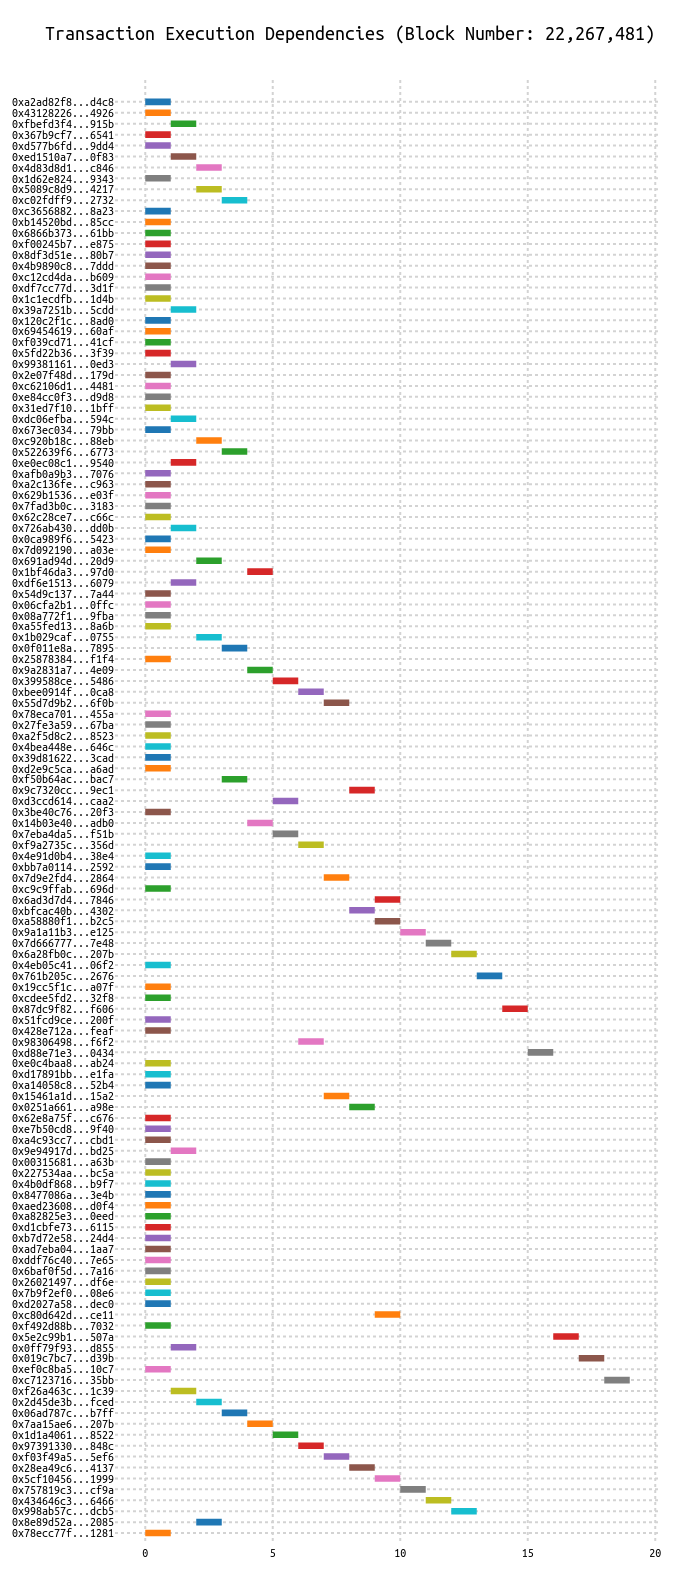 Transaction Execution Dependencies (Block Number: 22,267,481)
0xa2ad82f8...d4c8
0x43128226...4926
0xfbefd3f4...915b
0x367b9cf7...6541
0xd577b6fd...9dd4
0xed1510a7...0f83
0x4d83d8d1...c846
0x1d62e824...9343
0x5089c8d9...4217
0xc02fdff9...2732
0xc3656882...8a23
0xb14520bd...85cc
0x6866b373...61bb
0xf00245b7...e875
0x8df3d51e...80b7
0x4b9890c8...7ddd
0xc12cd4da...b609
0xdf7cc77d...3d1f
0x1c1ecdfb...1d4b
0x39a7251b...5cdd
0x120c2f1c...8ad0
0x69454619...60af
0xf039cd71...41cf
0x5fd22b36...3f39
0x99381161...0ed3
0x2e07f48d...179d
0xc62106d1...4481
0xe84cc0f3...d9d8
0x31ed7f10...1bff
0xdc06efba...594c
0x673ec034...79bb
0xc920b18c...88eb
0x522639f6...6773
0xe0ec08c1...9540
0xafb0a9b3...7076
0xa2c136fe...c963
0x629b1536...e03f
0x7fad3b0c...3183
0x62c28ce7...c66c
0x726ab430...dd0b
0x0ca989f6...5423
0x7d092190...a03e
0x691ad94d...20d9
0x1bf46da3...97d0
0xdf6e1513...6079
0x54d9c137...7a44
0x06cfa2b1...0ffc
0x08a772f1...9fba
0xa55fed13...8a6b
0x1b029caf...0755
0x0f011e8a...7895
0x25878384...f1f4
0x9a2831a7...4e09
0x399588ce...5486
0xbee0914f...0ca8
0x55d7d9b2...6f0b
0x78eca701...455a
0x27fe3a59...67ba
0xa2f5d8c2...8523
0x4bea448e...646c
0x39d81622...3cad
0xd2e9c5ca...a6ad
0xf50b64ac...bac7
0x9c7320cc...9ec1
0xd3ccd614...caa2
0x3be40c76...20f3
0x14b03e40...adb0
0x7eba4da5...f51b
0xf9a2735c...356d
0x4e91d0b4...38e4
0xbb7a0114...2592
0x7d9e2fd4...2864
0xc9c9ffab...696d
0x6ad3d7d4...7846
0xbfcac40b...4302
0xa58880f1...b2c5
0x9a1a11b3...e125
0x7d666777...7e48
0x6a28fb0c...207b
0x4eb05c41...06f2
0x761b205c...2676
0x19cc5f1c...a07f
0xcdee5fd2...32f8
0x87dc9f82...f606
0x51fcd9ce...200f
0x428e712a...feaf
0x98306498...f6f2
0xd88e71e3...0434
0xe0c4baa8...ab24
0xd17891bb...e1fa
0xa14058c8...52b4
0x15461a1d...15a2
0x0251a661...a98e
0x62e8a75f...c676
0xe7b50cd8...9f40
0xa4c93cc7...cbd1
0x9e94917d...bd25
0x00315681...a63b
0x227534aa...bc5a
0x4b0df868...b9f7
0x8477086a...3e4b
0xaed23608...d0f4
0xa82825e3...0eed
0xd1cbfe73...6115
0xb7d72e58...24d4
0xad7eba04...1aa7
0xddf76c40...7e65
0x6baf0f5d...7a16
0x26021497...df6e
0x7b9f2ef0...08e6
0xd2027a58...dec0
0xc80d642d...ce11
0xf492d88b...7032
0x5e2c99b1...507a
0x0ff79f93...d855
0x019c7bc7...d39b
0xef0c8ba5...10c7
0xc7123716...35bb
0xf26a463c...1c39
0x2d45de3b...fced
0x06ad787c...b7ff
0x7aa15ae6...207b
0x1d1a4061...8522
0x97391330...848c
0xf03f49a5...5ef6
0x28ea49c6...4137
0x5cf10456...1999
0x757819c3...cf9a
0x434646c3...6466
0x998ab57c...dcb5
0x8e89d52a...2085
0x78ecc77f...1281
0 5 10 15 20